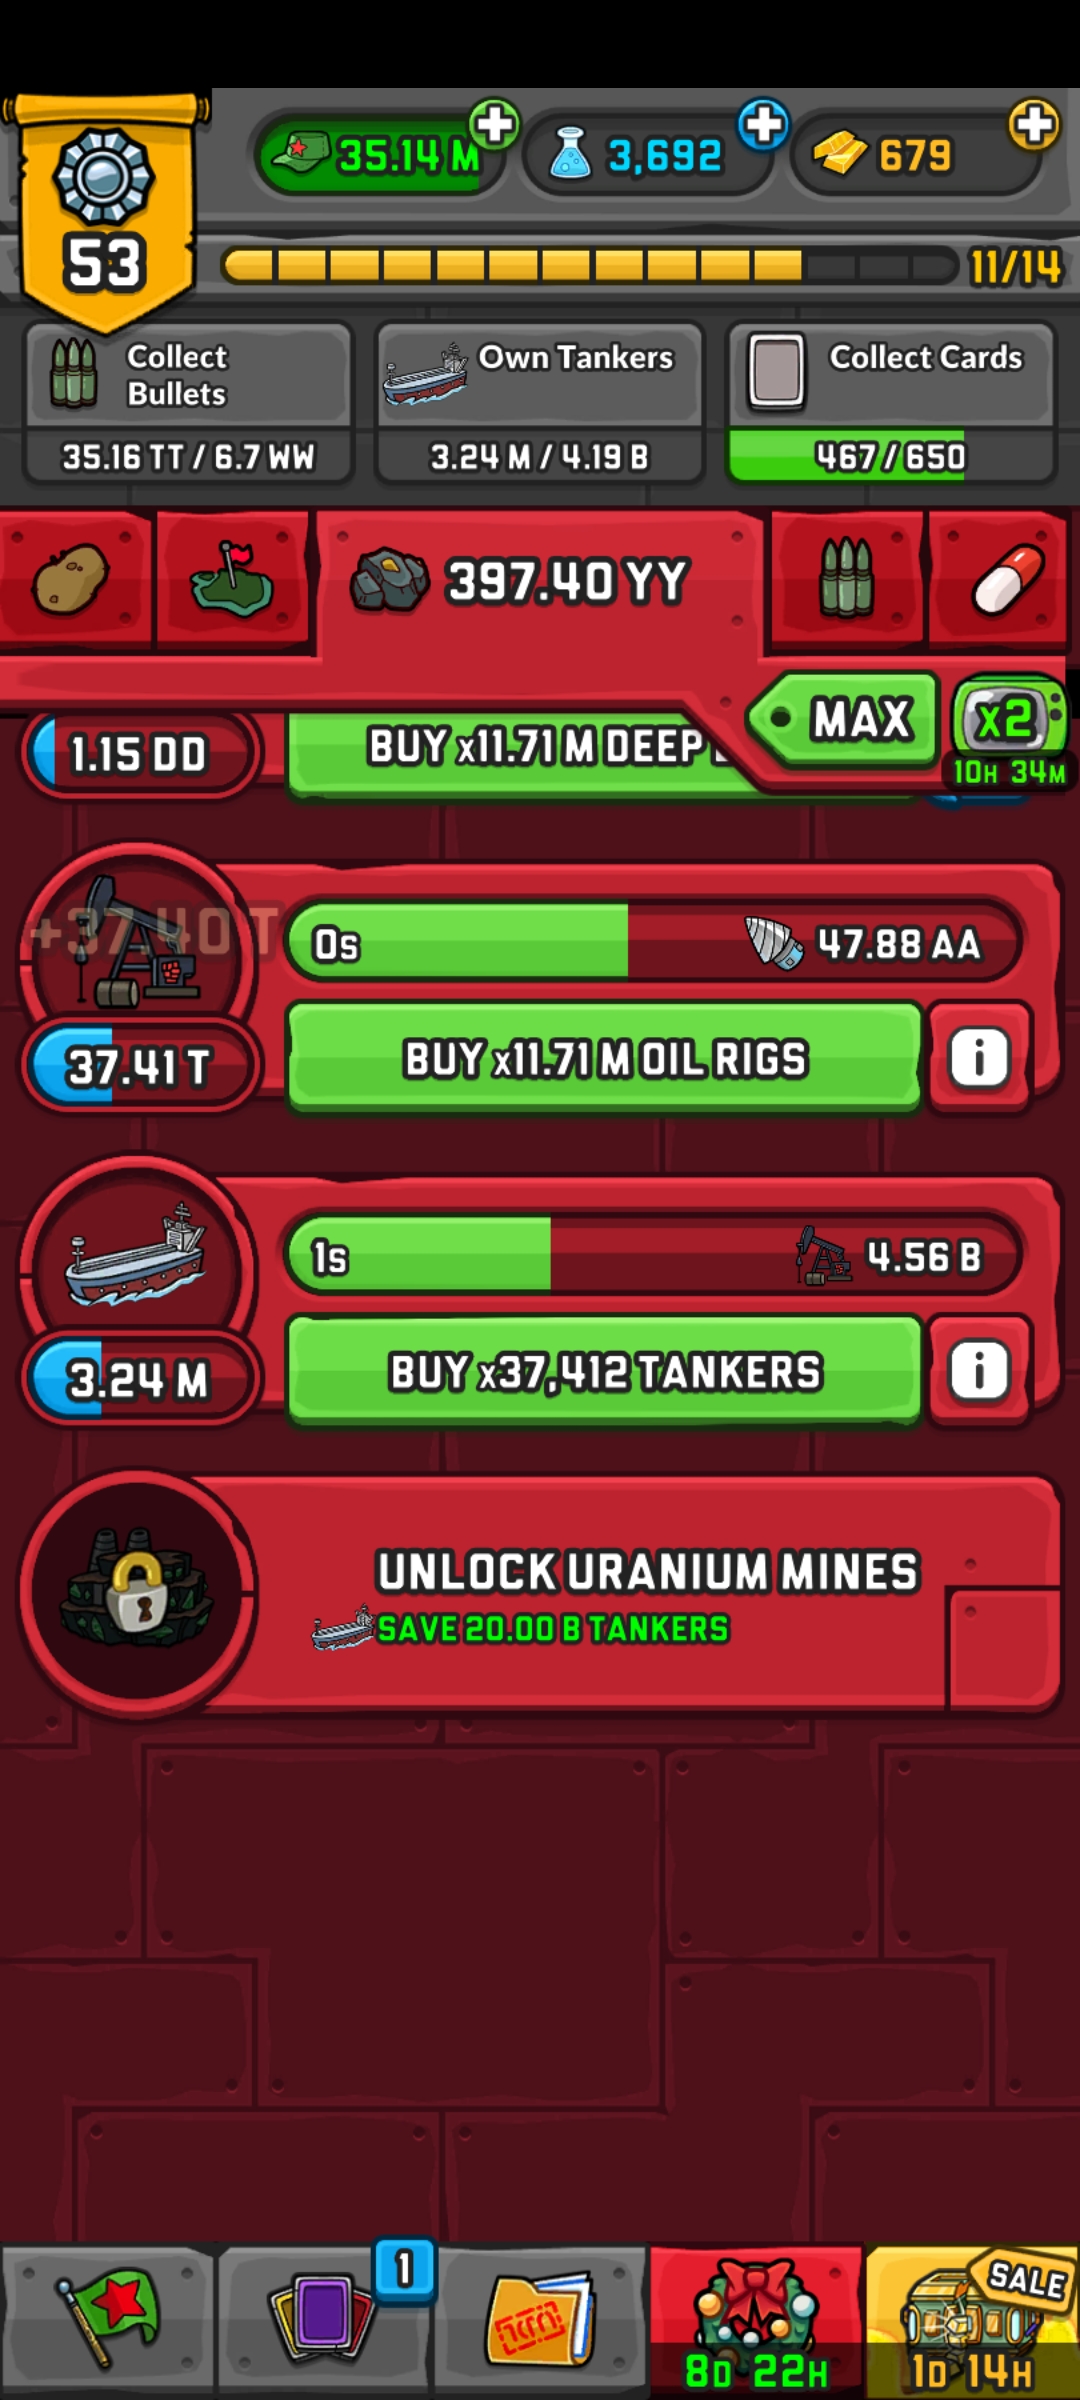 35.14 M
3,692
679
53
11/14
Collect
Bullets
35.16 TT / 6.7 WW
Own Tankers
3.24 M / 4.19 B
Collect Cards
467 / 650
397.40 YY
MAX
x2
10H 34M
1.15 DD
BUY x11.71 M DEEP
+37.40 T
0s
47.88 AA
37.41 T
BUY x11.71 M OIL RIGS
i
1s
4.56 B
3.24 M
BUY x37,412 TANKERS
i
UNLOCK URANIUM MINES
SAVE 20.00 B TANKERS
1
SALE
8D 22H
1D 14H